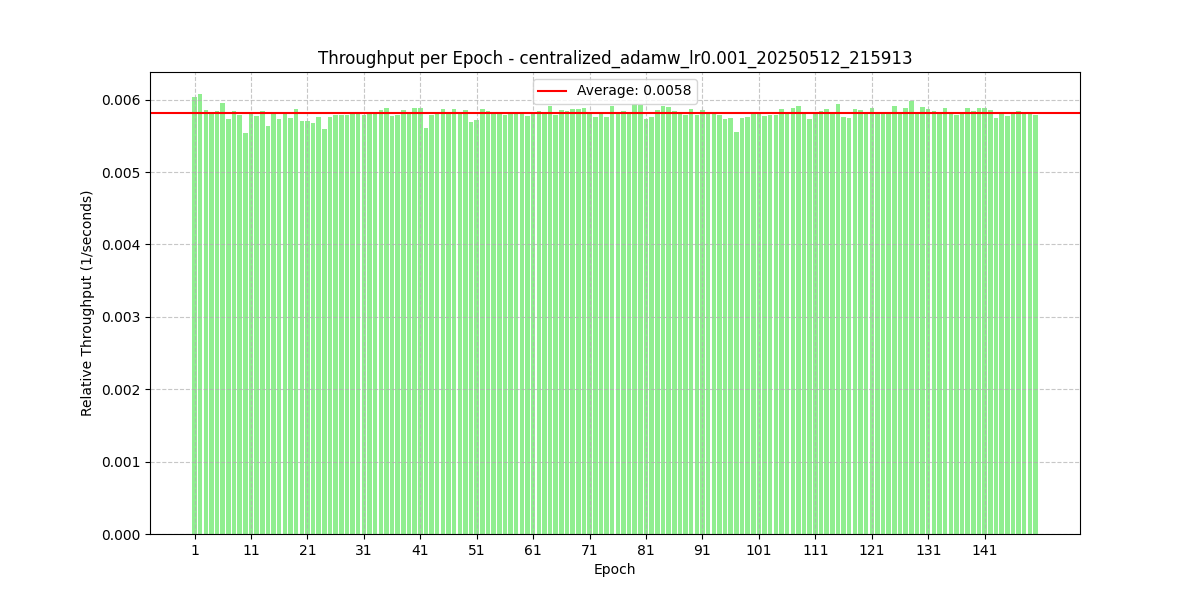 Throughput per Epoch - centralized_adamw_lr0.001_20250512_215913
Average: 0.0058
0.006
0.005
0.004
0.003
0.002
0.001
0.000
Relative Throughput (1/seconds)
1 11 21 31 41 51 61 71 81 91 101 111 121 131 141
Epoch